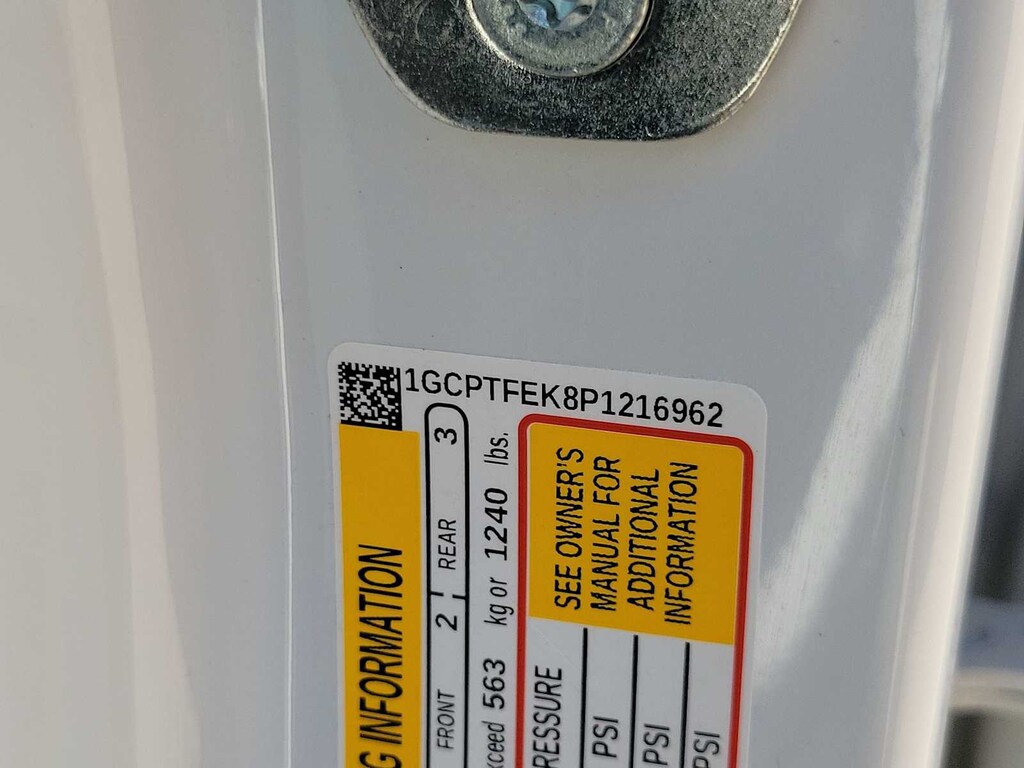 1GCPTFEK8P1216962
G INFORMATION
FRONT 2 REAR 3
xceed 563 kg or 1240 lbs.
RESSURE
SEE OWNER'S
MANUAL FOR
ADDITIONAL
INFORMATION
PSI
PSI
PSI